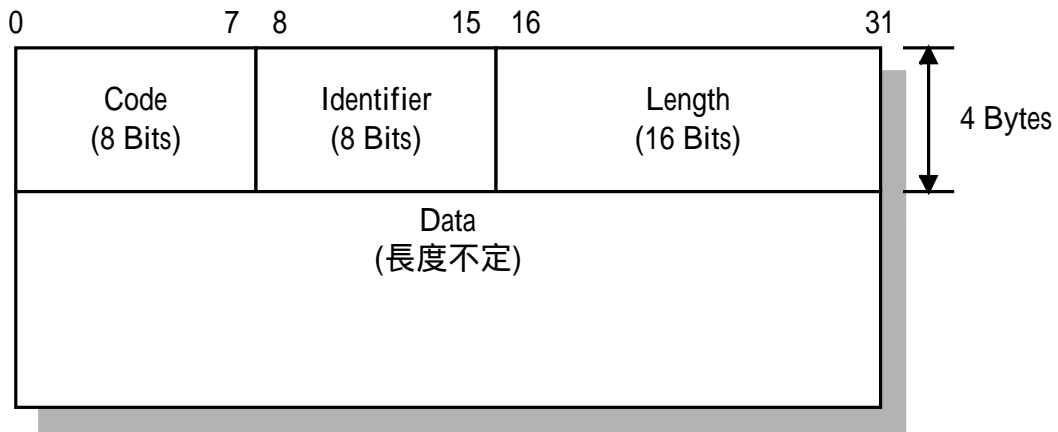 0 7 8 15 16 31
Code Identifier Length
(8 Bits) (8 Bits) (16 Bits)
4 Bytes
Data
(長度不定)